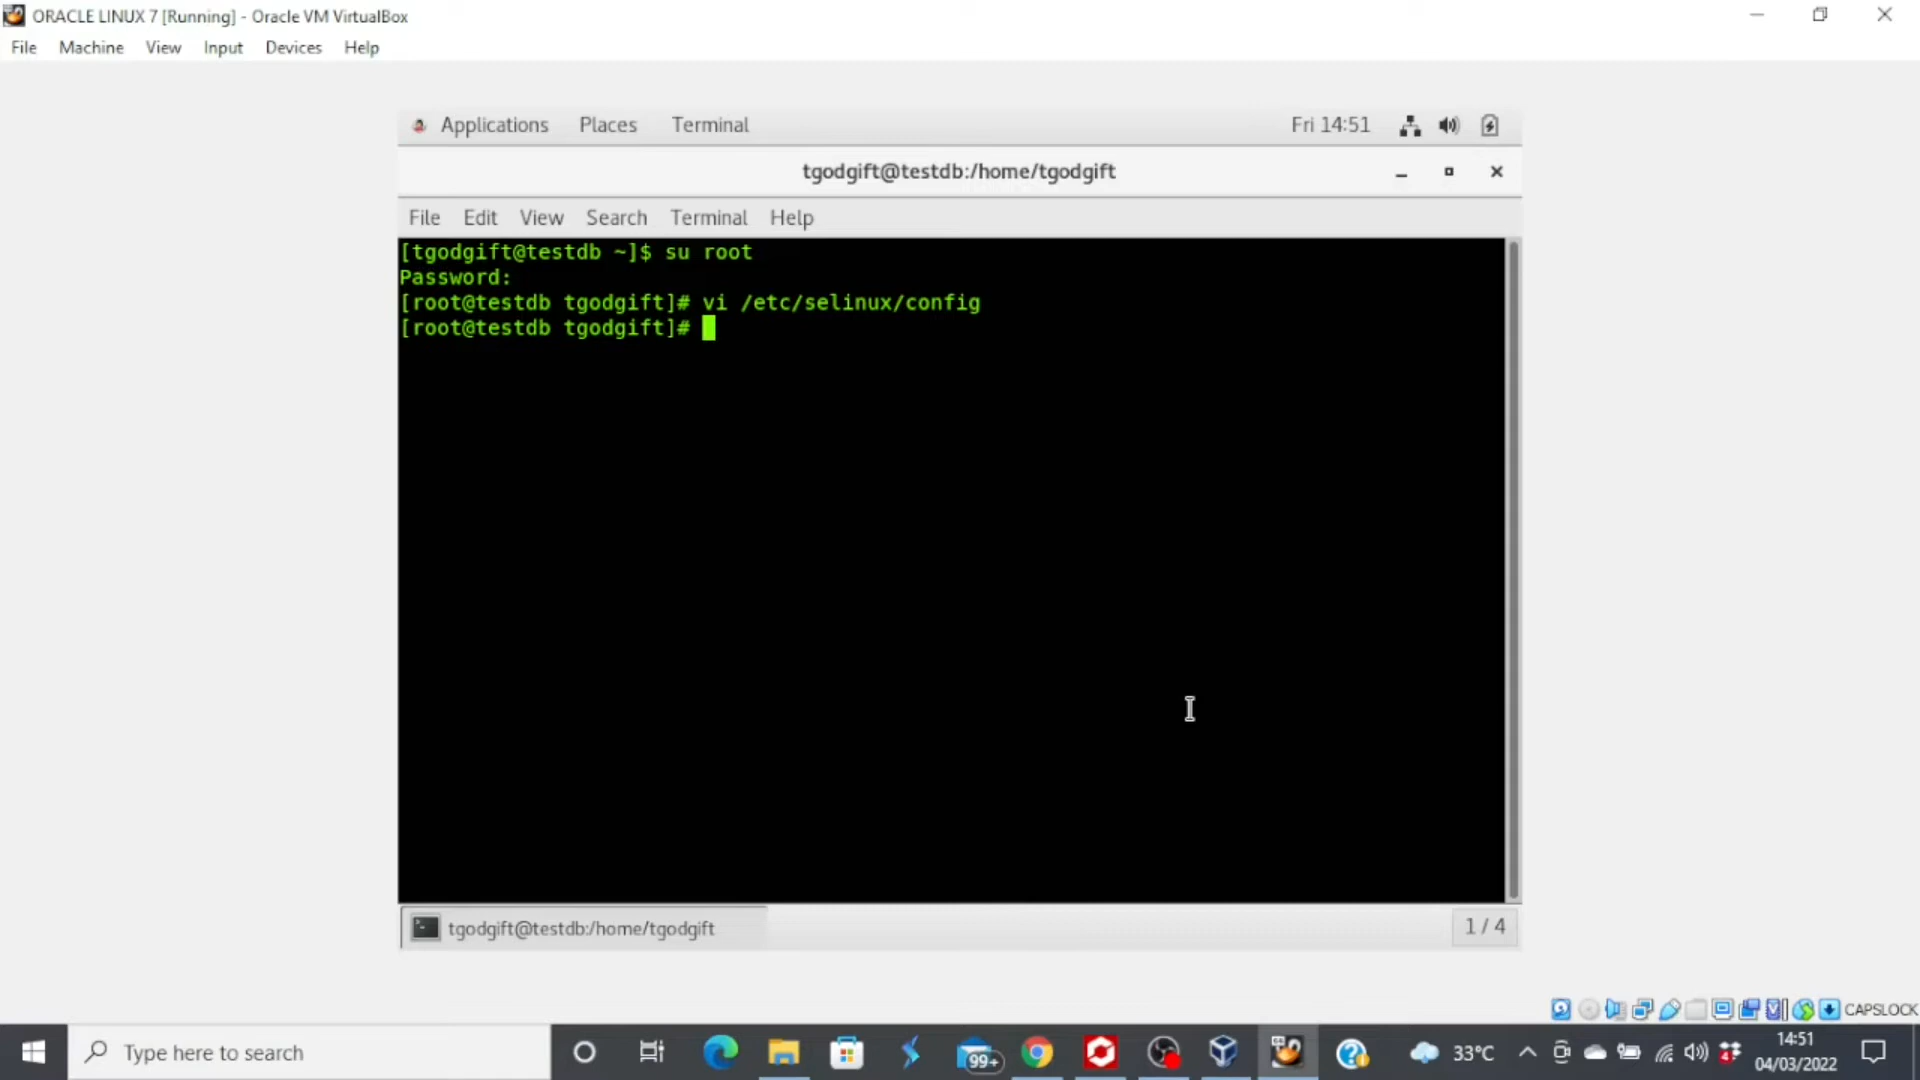 ORACLE LINUX 7 [Running] - Oracle VM VirtualBox
File Machine View Input Devices Help
Applications Places Terminal Fri 14:51
tgodgift@testdb:/home/tgodgift
File Edit View Search Terminal Help
[tgodgift@testdb ~]$ su root
Password:
[root@testdb tgodgift]# vi /etc/selinux/config
[root@testdb tgodgift]#
tgodgift@testdb:/home/tgodgift 1 / 4
CAPSLOCK
Type here to search 99+ 33°C 14:51
04/03/2022